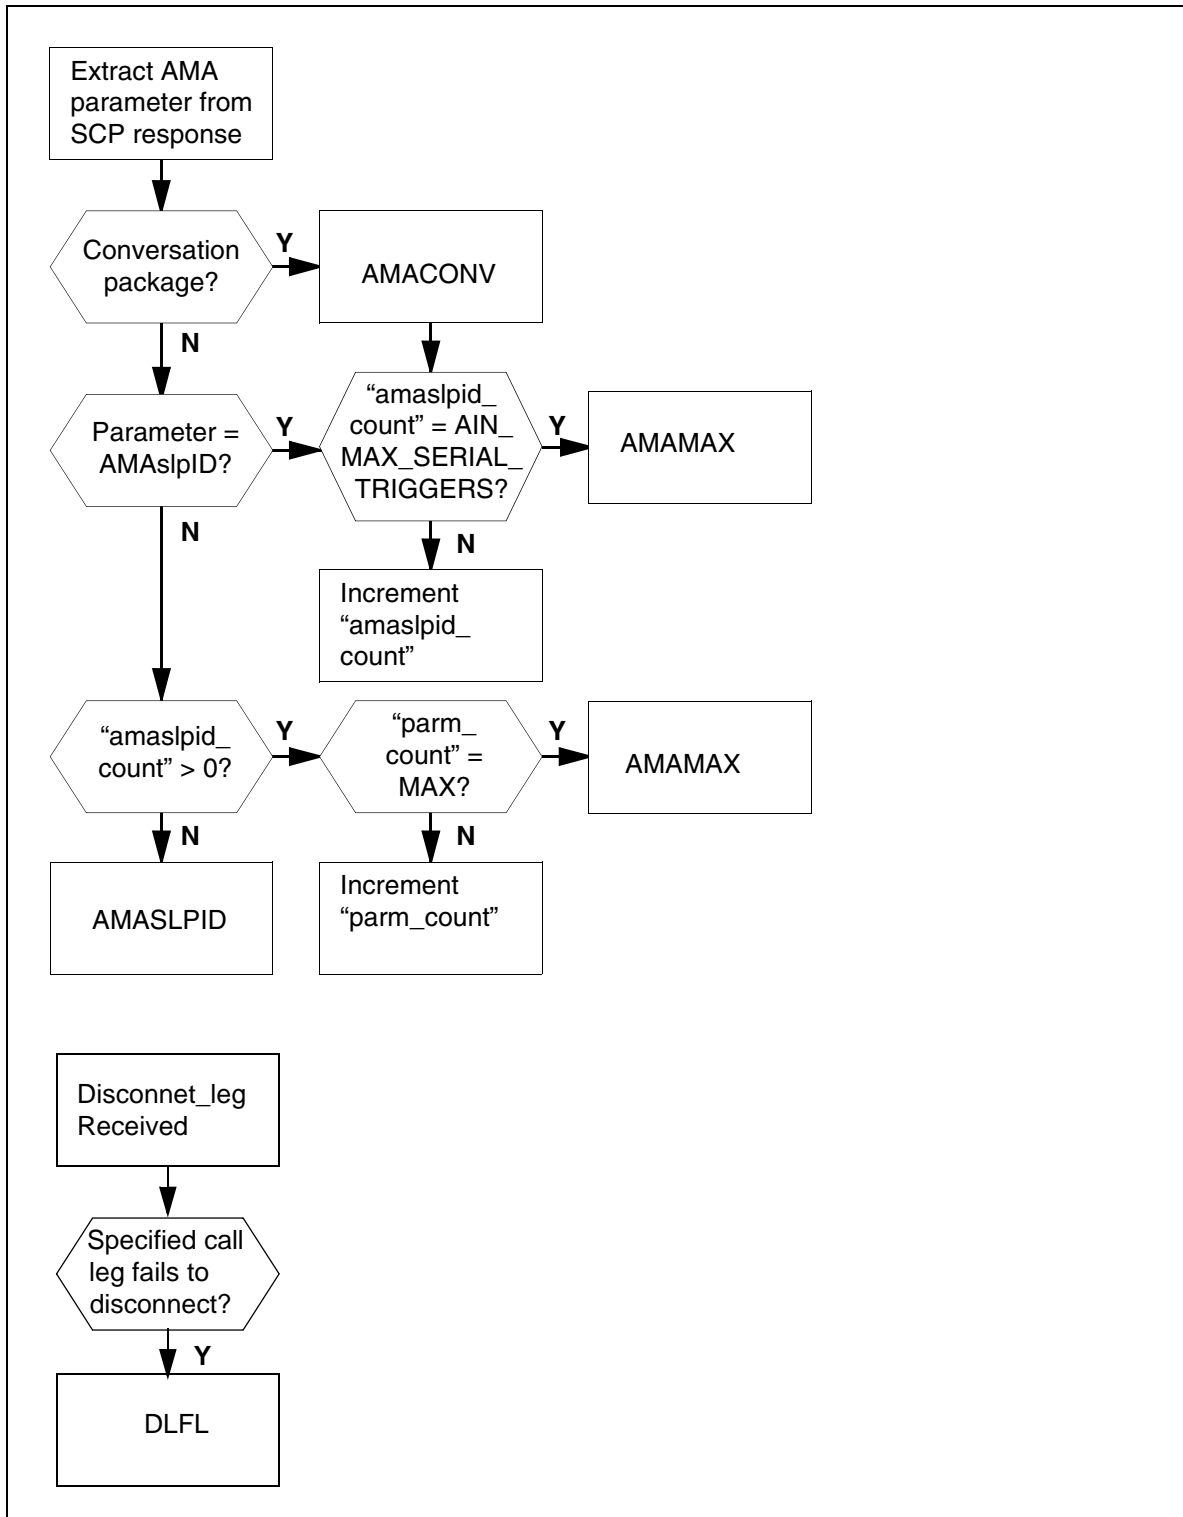 Extract AMA
parameter from
SCP response
Conversation
package?
Y
AMACONV
N
Parameter =
AMAslpID?
Y
“amaslpid_
count” = AIN_
MAX_SERIAL_
TRIGGERS?
Y
AMAMAX
N
N
Increment
“amaslpid_
count”
“amaslpid_
count” > 0?
Y
“parm_
count” =
MAX?
Y
AMAMAX
N
N
AMASLPID
Increment
“parm_count”
Disconnet_leg
Received
Specified call
leg fails to
disconnect?
Y
DLFL